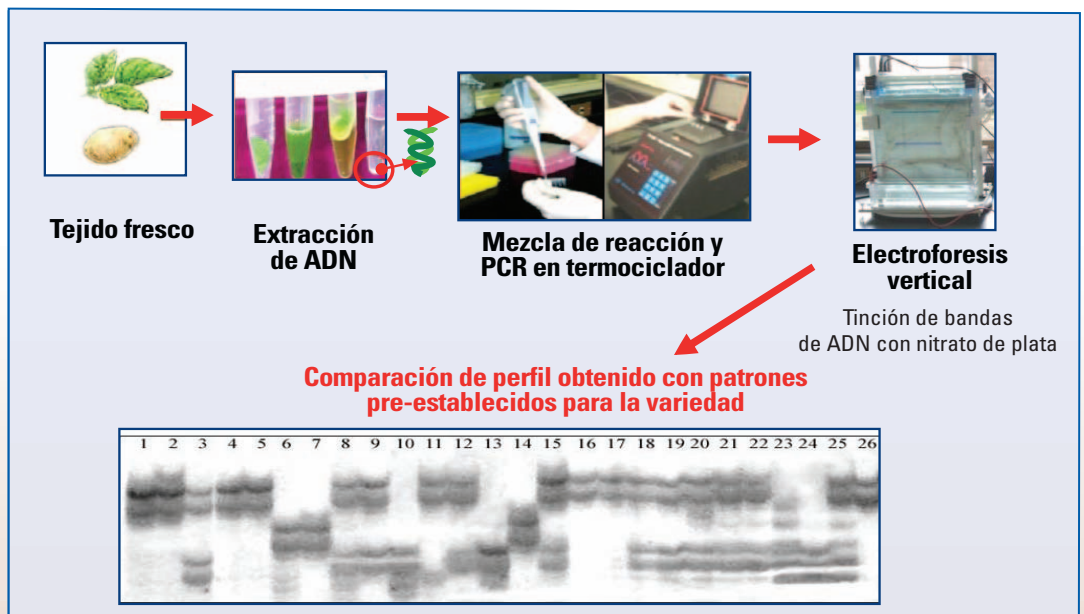 Tejido fresco
Extracción
de ADN
Mezcla de reacción y
PCR en termociclador
Electroforesis
vertical
Tinción de bandas
de ADN con nitrato de plata
Comparación de perfil obtenido con patrones
pre-establecidos para la variedad
1 2 3 4 5 6 7 8 9 10 11 12 13 14 15 16 17 18 19 20 21 22 23 24 25 26